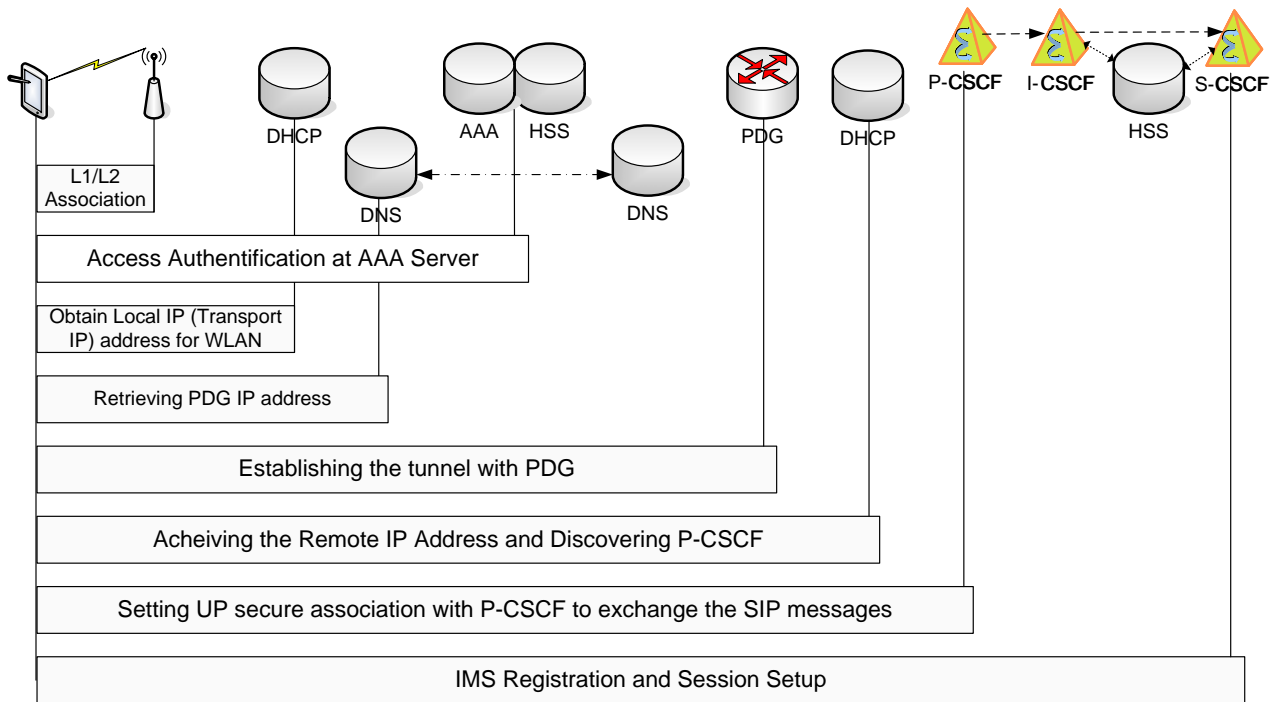 P-CSCF
I-CSCF
S-CSCF
HSS
DHCP
AAA
HSS
PDG
DHCP
DNS
DNS
L1/L2
Association
Access Authentification at AAA Server
Obtain Local IP (Transport
IP) address for WLAN
Retrieving PDG IP address
Establishing the tunnel with PDG
Acheiving the Remote IP Address and Discovering P-CSCF
Setting UP secure association with P-CSCF to exchange the SIP messages
IMS Registration and Session Setup